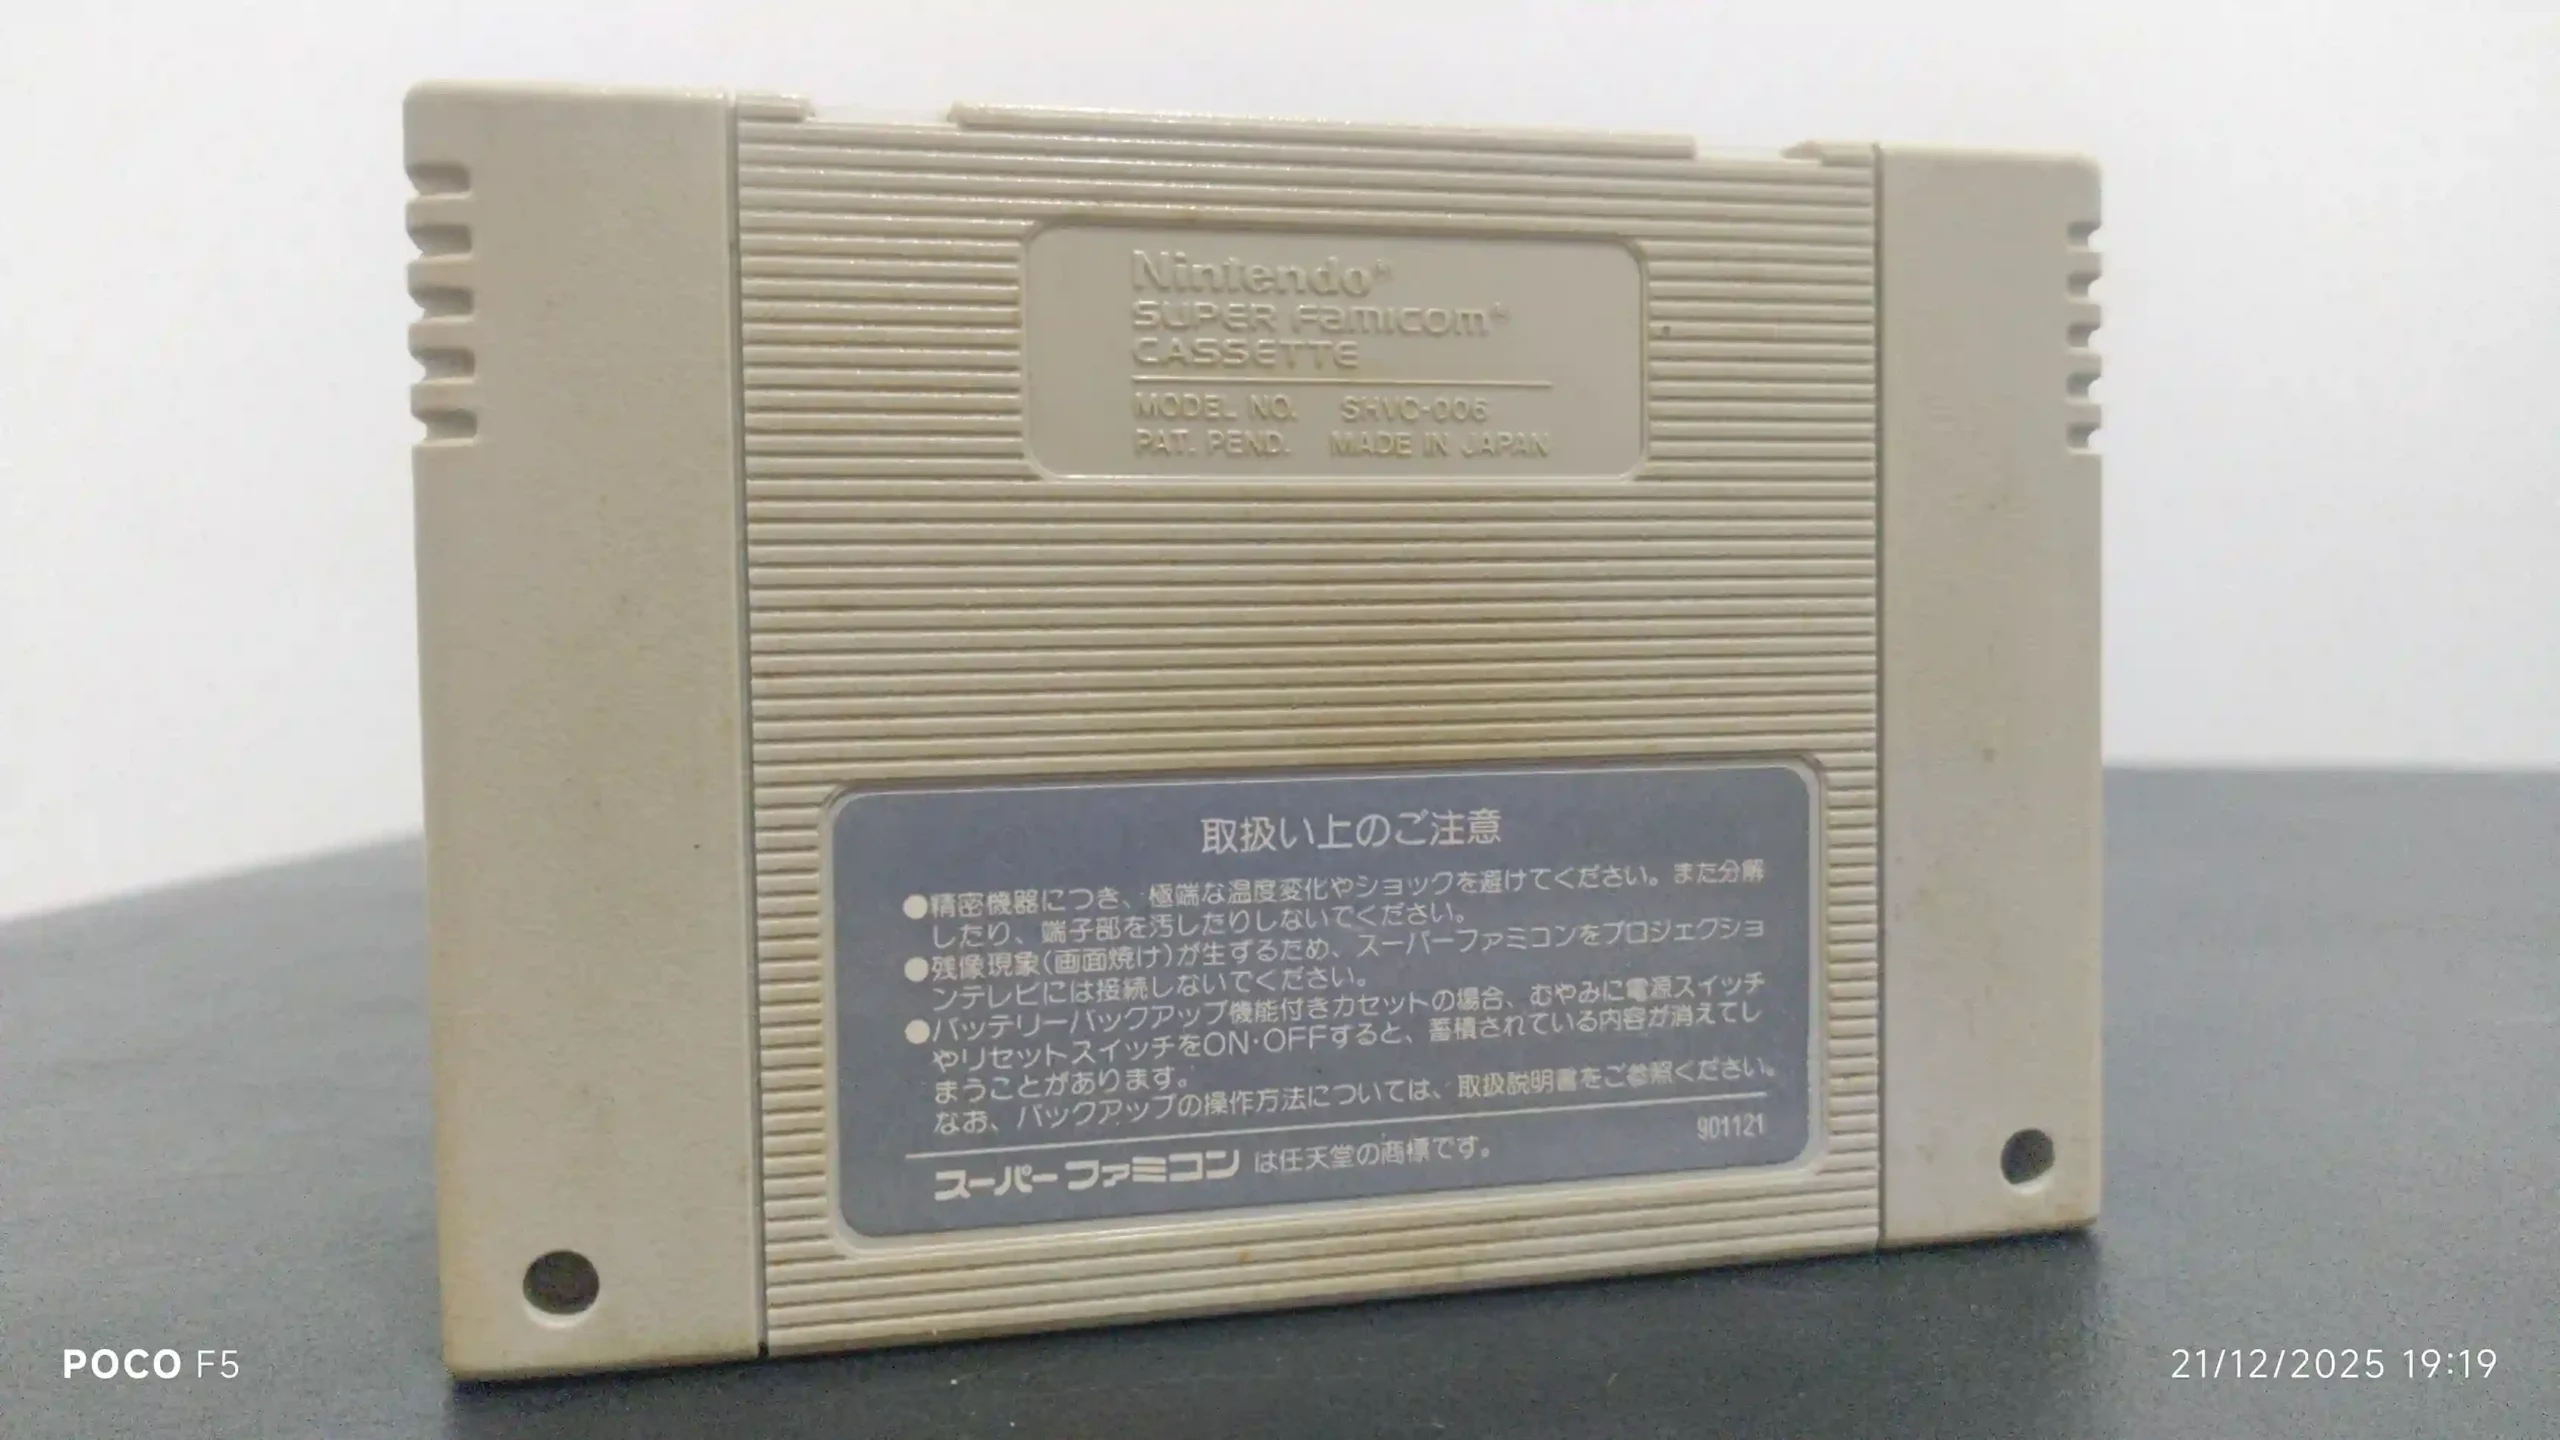 Nintendo®
SUPER Famicom®
CASSETTE
MODEL NO. SHVC-006
PAT. PEND. MADE IN JAPAN
取扱い上のご注意
●精密機器につき、極端な温度変化やショックを避けてください。また分解
したり、端子部を汚したりしないでください。
●残像現象(画面焼け)が生ずるため、スーパーファミコンをプロジェクショ
ンテレビには接続しないでください。
●バッテリーバックアップ機能付きカセットの場合、むやみに電源スイッチ
やリセットスイッチをON·OFFすると、蓄積されている内容が消えてし
まうことがあります。
なお、バックアップの操作方法については、取扱説明書をご参照ください。
901121
スーパーファミコン は任天堂の商標です。
POCO F5
21/12/2025 19:19